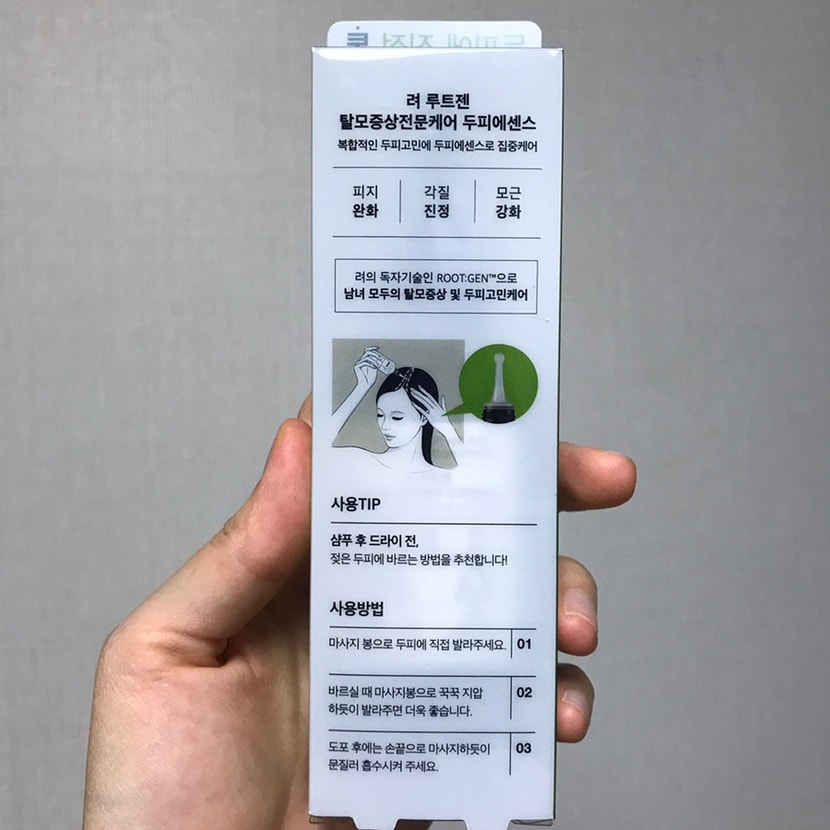 려 루트젠
탈모증상전문케어 두피에센스
복합적인 두피고민에 두피에센스로 집중케어
피지 각질 모근
완화 진정 강화
려의 독자기술인 ROOT:GEN™으로
남녀 모두의 탈모증상 및 두피고민케어
사용TIP
샴푸 후 드라이 전,
젖은 두피에 바르는 방법을 추천합니다!
사용방법
마사지 봉으로 두피에 직접 발라주세요. 01
바르실 때 마사지봉으로 꾹꾹 지압 02
하듯이 발라주면 더욱 좋습니다.
도포 후에는 손끝으로 마사지하듯이 03
문질러 흡수시켜 주세요.